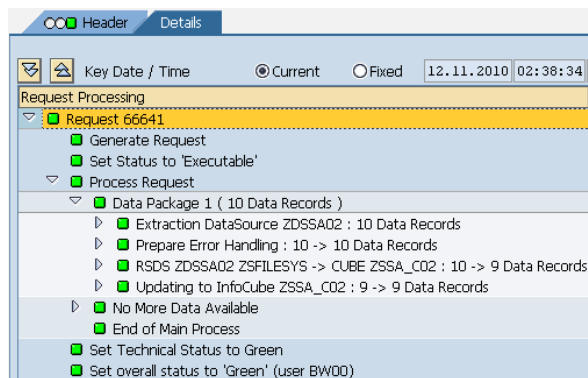 Header Details
Key Date / Time Current Fixed 12.11.2010 02:38:34
Request Processing
Request 66641
Generate Request
Set Status to 'Executable'
Process Request
Data Package 1 ( 10 Data Records )
Extraction DataSource ZDSSA02 : 10 Data Records
Prepare Error Handling : 10 -> 10 Data Records
RSDS ZDSSA02 ZSFILESYS -> CUBE ZSSA_C02 : 10 -> 9 Data Records
Updating to InfoCube ZSSA_C02 : 9 -> 9 Data Records
No More Data Available
End of Main Process
Set Technical Status to Green
Set overall status to 'Green' (user BW00)